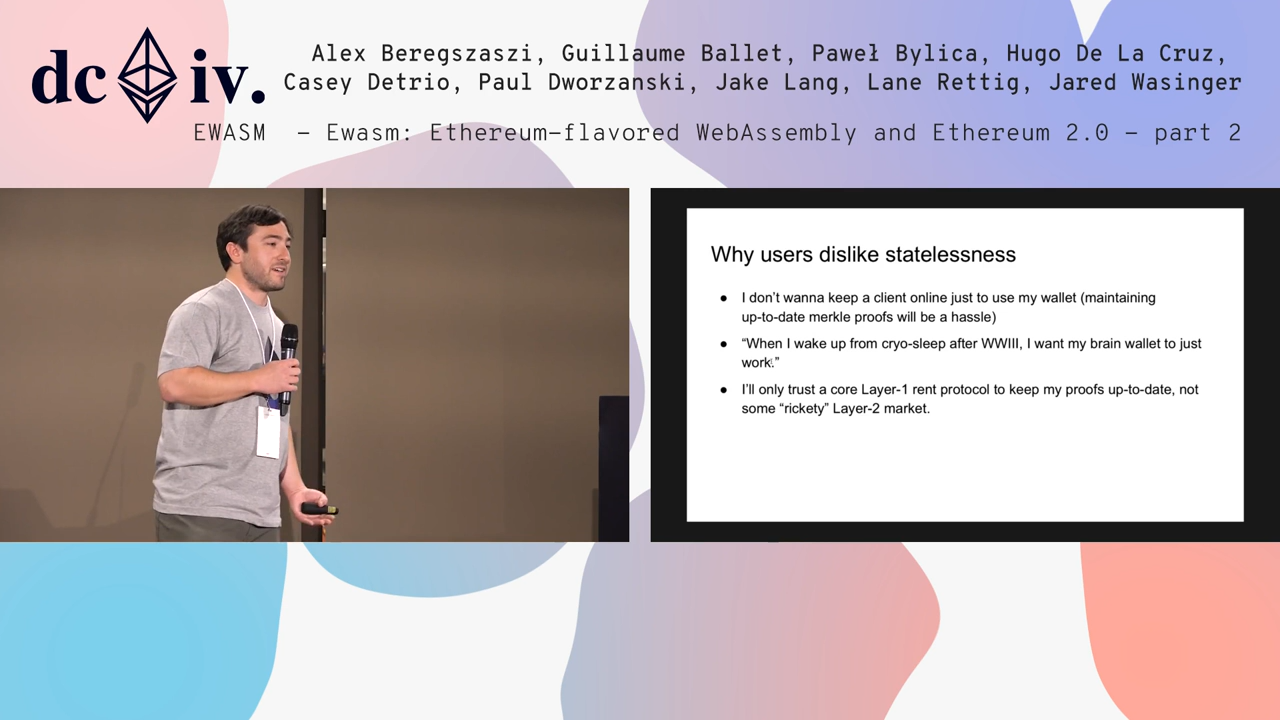 dc iv.
Alex Beregszaszi, Guillaume Ballet, Paweł Bylica, Hugo De La Cruz,
Casey Detrio, Paul Dworzanski, Jake Lang, Lane Rettig, Jared Wasinger
EWASM - Ewasm: Ethereum-flavored WebAssembly and Ethereum 2.0 - part 2
Why users dislike statelessness
● I don’t wanna keep a client online just to use my wallet (maintaining
up-to-date merkle proofs will be a hassle)
● “When I wake up from cryo-sleep after WWIII, I want my brain wallet to just
work.”
● I’ll only trust a core Layer-1 rent protocol to keep my proofs up-to-date, not
some “rickety” Layer-2 market.